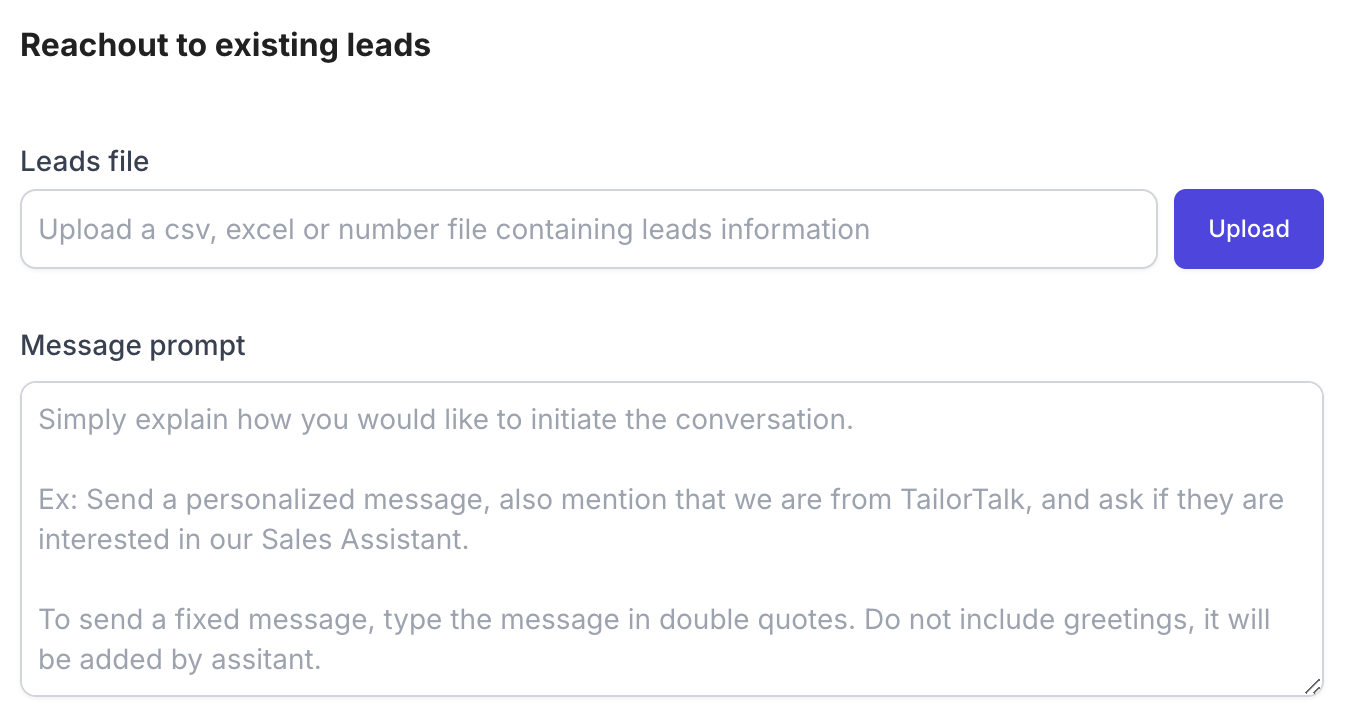 Reachout to existing leads
Leads file
Upload a csv, excel or number file containing leads information
Upload
Message prompt
Simply explain how you would like to initiate the conversation.
Ex: Send a personalized message, also mention that we are from TailorTalk, and ask if they are
interested in our Sales Assistant.
To send a fixed message, type the message in double quotes. Do not include greetings, it will
be added by assitant.